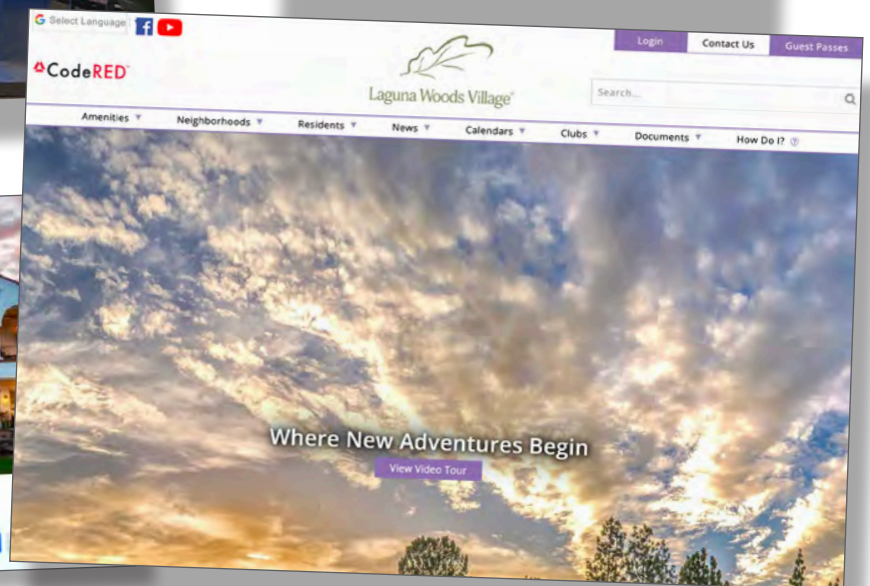 Select Language
CodeRED
Laguna Woods Village®
Login
Contact Us
Guest Passes
Search...
Amenities
Neighborhoods
Residents
News
Calendars
Clubs
Documents
How Do I?
Where New Adventures Begin
View Video Tour